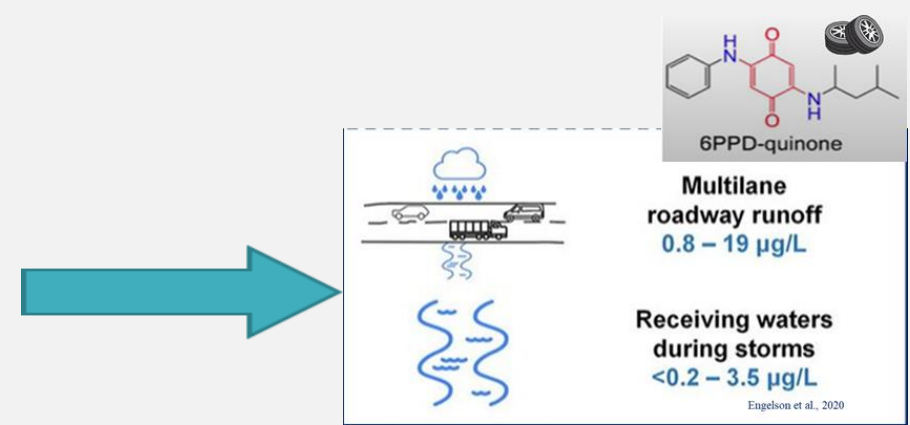 O
H
N
N
H
O
6PPD-quinone
Multilane
roadway runoff
0.8 – 19 µg/L
Receiving waters
during storms
<0.2 – 3.5 µg/L
Engelson et al., 2020